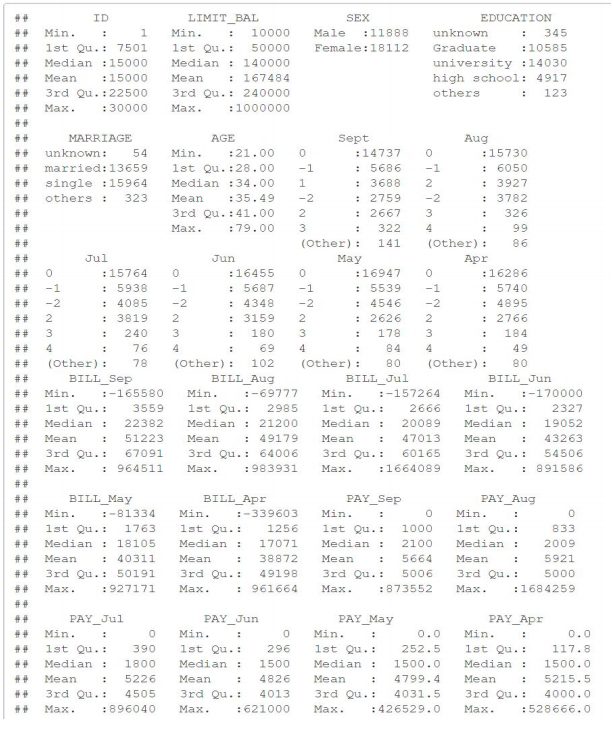 ##       ID          LIMIT_BAL          SEX            EDUCATION
## Min.   :    1   Min.   :  10000   Male  :11888   unknown    :  345
## 1st Qu.: 7501   1st Qu.:  50000   Female:18112   Graduate   :10585
## Median :15000   Median : 140000                  university :14030
## Mean   :15000   Mean   : 167484                  high school: 4917
## 3rd Qu.:22500   3rd Qu.: 240000                  others     :  123
## Max.   :30000   Max.   :1000000
##
##    MARRIAGE          AGE            Sept            Aug
## unknown:   54   Min.   :21.00   0      :14737   0      :15730
## married:13659   1st Qu.:28.00   -1     : 5686   -1     : 6050
## single :15964   Median :34.00   1      : 3688   2      : 3927
## others :  323   Mean   :35.49   -2     : 2759   -2     : 3782
##                 3rd Qu.:41.00   2      : 2667   3      :  326
##                 Max.   :79.00   3      :  322   4      :   99
##                                 (Other):  141   (Other):   86
##      Jul             Jun             May             Apr
## 0      :15764   0      :16455   0      :16947   0      :16286
## -1     : 5938   -1     : 5687   -1     : 5539   -1     : 5740
## -2     : 4085   -2     : 4348   -2     : 4546   -2     : 4895
## 2      : 3819   2      : 3159   2      : 2626   2      : 2766
## 3      :  240   3      :  180   3      :  178   3      :  184
## 4      :   76   4      :   69   4      :   84   4      :   49
## (Other):   78   (Other):  102   (Other):   80   (Other):   80
##    BILL_Sep          BILL_Aug         BILL_Jul          BILL_Jun
## Min.   :-165580   Min.   :-69777   Min.   :-157264   Min.   :-170000
## 1st Qu.:   3559   1st Qu.:  2985   1st Qu.:   2666   1st Qu.:   2327
## Median :  22382   Median : 21200   Median :  20089   Median :  19052
## Mean   :  51223   Mean   : 49179   Mean   :  47013   Mean   :  43263
## 3rd Qu.:  67091   3rd Qu.: 64006   3rd Qu.:  60165   3rd Qu.:  54506
## Max.   : 964511   Max.   :983931   Max.   :1664089   Max.   : 891586
##
##    BILL_May         BILL_Apr          PAY_Sep          PAY_Aug
## Min.   :-81334   Min.   :-339603   Min.   :     0   Min.   :      0
## 1st Qu.:  1763   1st Qu.:   1256   1st Qu.:  1000   1st Qu.:    833
## Median : 18105   Median :  17071   Median :  2100   Median :   2009
## Mean   : 40311   Mean   :  38872   Mean   :  5664   Mean   :   5921
## 3rd Qu.: 50191   3rd Qu.:  49198   3rd Qu.:  5006   3rd Qu.:   5000
## Max.   :927171   Max.   : 961664   Max.   :873552   Max.   :1684259
##
##    PAY_Jul          PAY_Jun          PAY_May            PAY_Apr
## Min.   :     0   Min.   :     0   Min.   :     0.0   Min.   :     0.0
## 1st Qu.:   390   1st Qu.:   296   1st Qu.:   252.5   1st Qu.:   117.8
## Median :  1800   Median :  1500   Median :  1500.0   Median :  1500.0
## Mean   :  5226   Mean   :  4826   Mean   :  4799.4   Mean   :  5215.5
## 3rd Qu.:  4505   3rd Qu.:  4013   3rd Qu.:  4031.5   3rd Qu.:  4000.0
## Max.   :896040   Max.   :621000   Max.   :426529.0   Max.   :528666.0